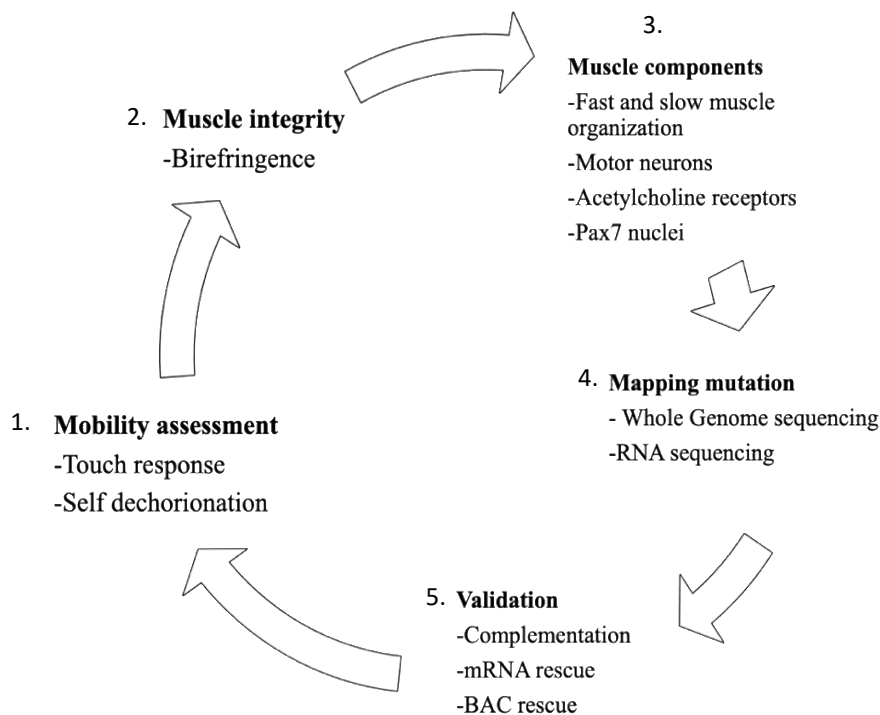 1. Mobility assessment
-Touch response
-Self dechorionation
2. Muscle integrity
-Birefringence
3.
Muscle components
-Fast and slow muscle
organization
-Motor neurons
-Acetylcholine receptors
-Pax7 nuclei
4. Mapping mutation
- Whole Genome sequencing
-RNA sequencing
5. Validation
-Complementation
-mRNA rescue
-BAC rescue